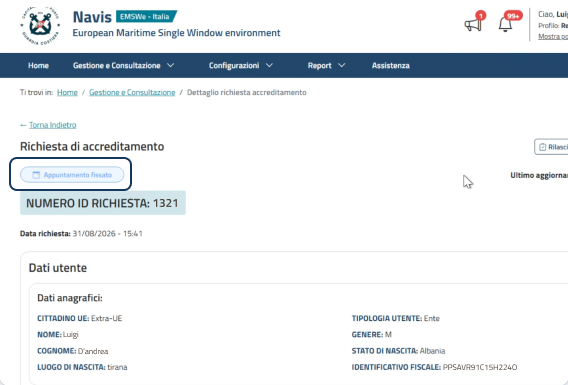 Navis EMSWe - Italia
European Maritime Single Window environment
1
99+
Ciao, Luig
Profilo: Re
Mostra po
Home Gestione e Consultazione Configurazioni Report Assistenza
Ti trovi in: Home / Gestione e Consultazione / Dettaglio richiesta accreditamento
← Torna Indietro
Richiesta di accreditamento
Rilasci
Appuntamento fissato
Ultimo aggiornar
NUMERO ID RICHIESTA: 1321
Data richiesta: 31/08/2026 - 15:41
Dati utente
Dati anagrafici:
CITTADINO UE: Extra-UE
TIPOLOGIA UTENTE: Ente
NOME: Luigi
GENERE: M
COGNOME: D'andrea
STATO DI NASCITA: Albania
LUOGO DI NASCITA: tirana
IDENTIFICATIVO FISCALE: PPSAVR91C15H224O